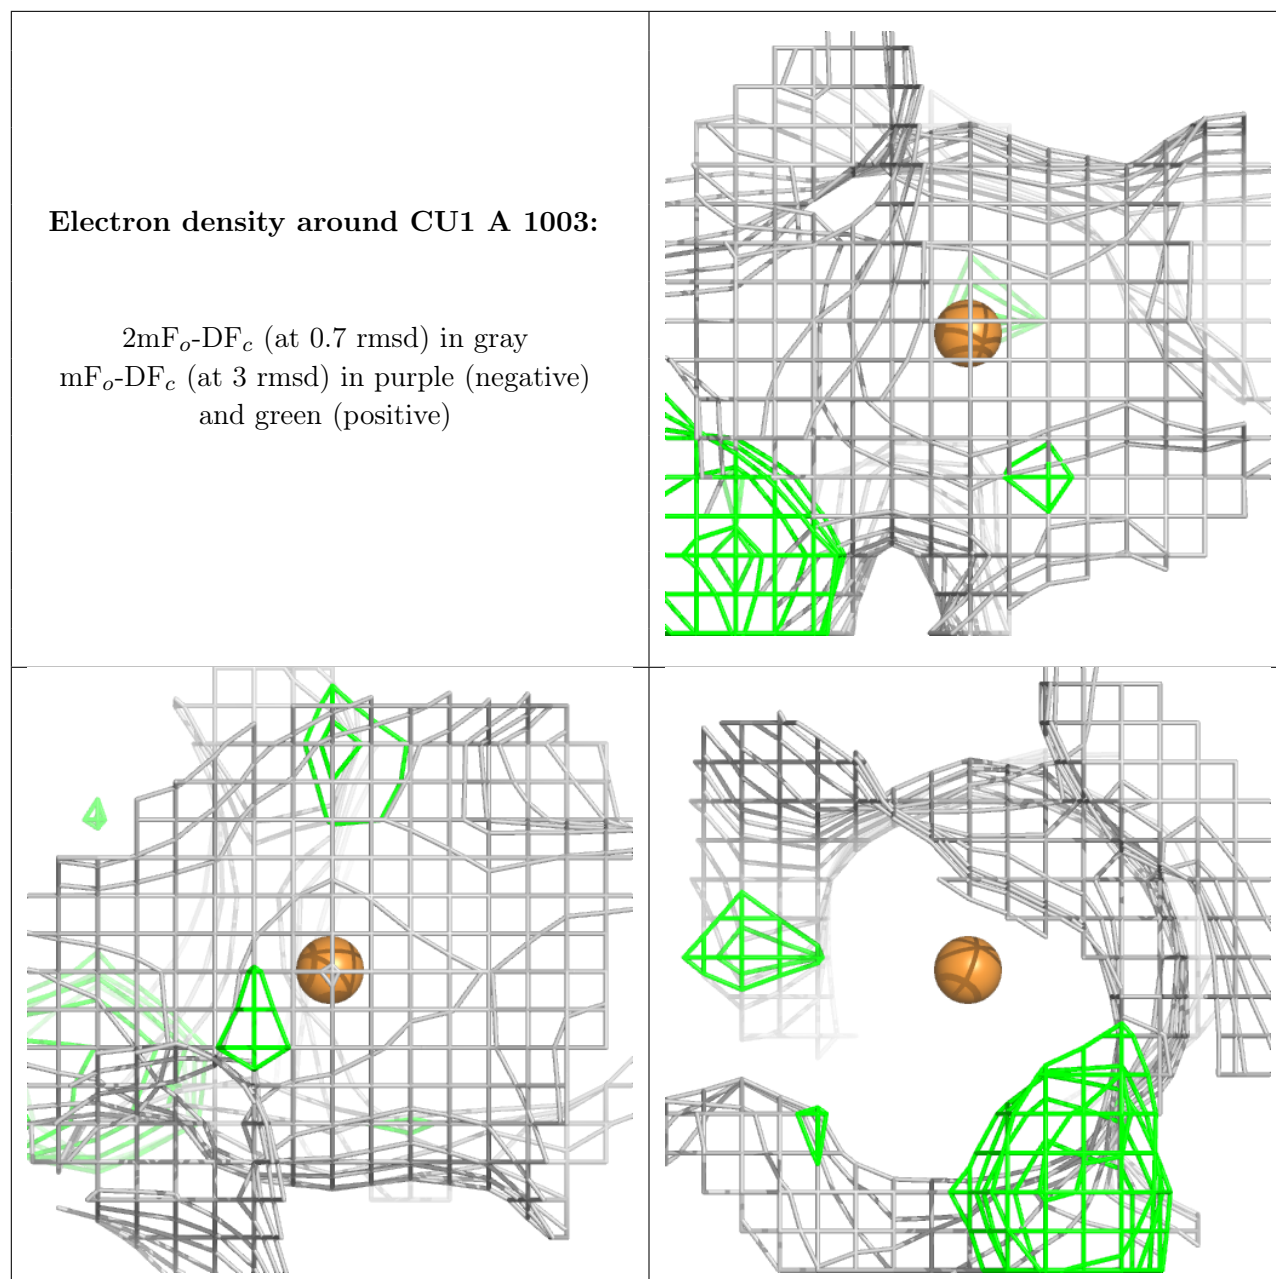 Electron density around CU1 A 1003:
2mFo-DFc (at 0.7 rmsd) in gray
mFo-DFc (at 3 rmsd) in purple (negative)
and green (positive)